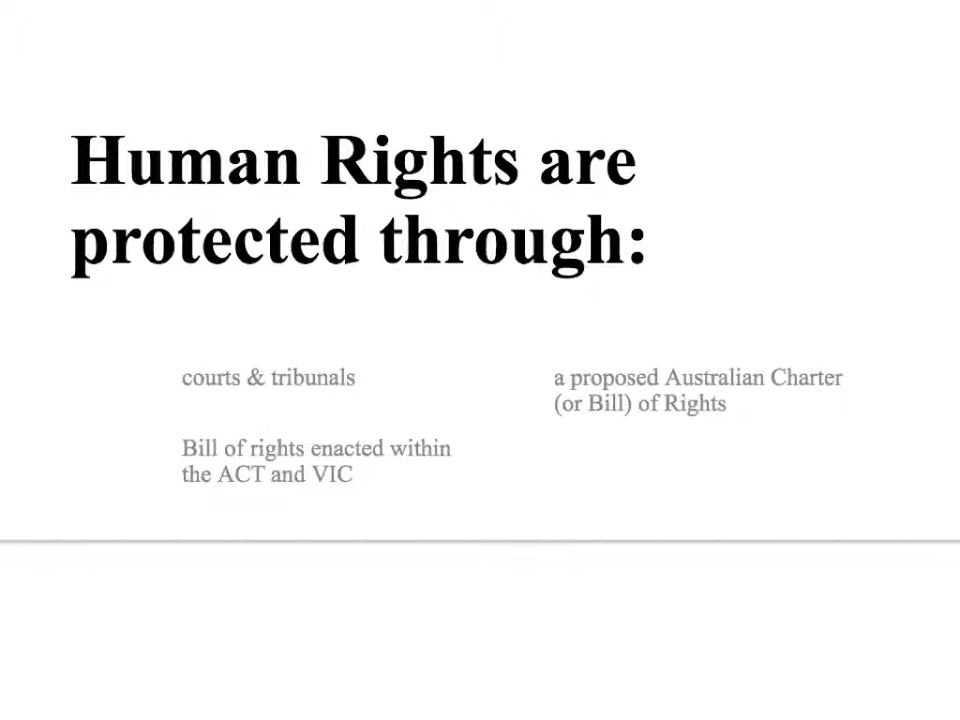 Human Rights are
protected through:
courts & tribunals
Bill of rights enacted within
the ACT and VIC
a proposed Australian Charter
(or Bill) of Rights